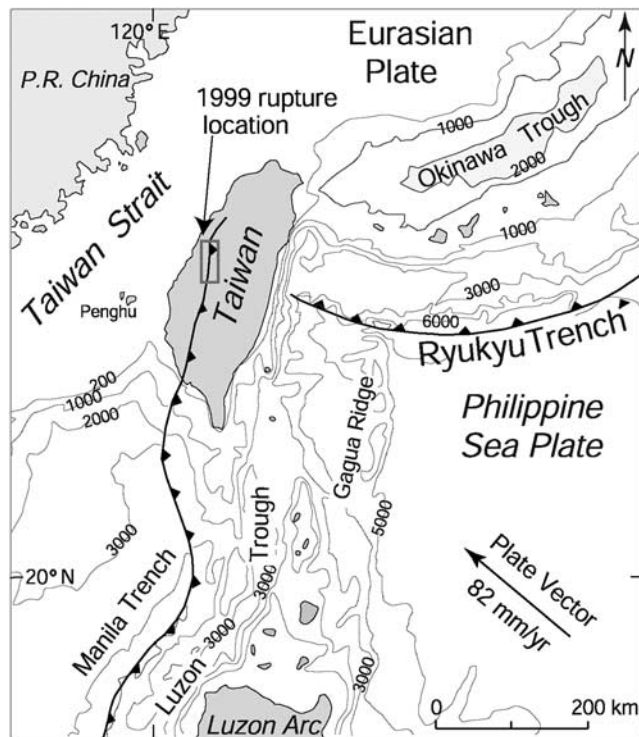 120° E
Eurasian
Plate
N
P.R. China
1999 rupture
location
1000
Okinawa Trough
2000
Taiwan Strait
1000
Taiwan
3000
Penghu
6000
Ryukyu Trench
200
1000
2000
Gagua Ridge
Philippine
Sea Plate
3000
Trough
5000
Plate Vector
82 mm/yr
20° N
3000
Manila Trench
3000
Luzon
3000
0 200 km
Luzon Arc